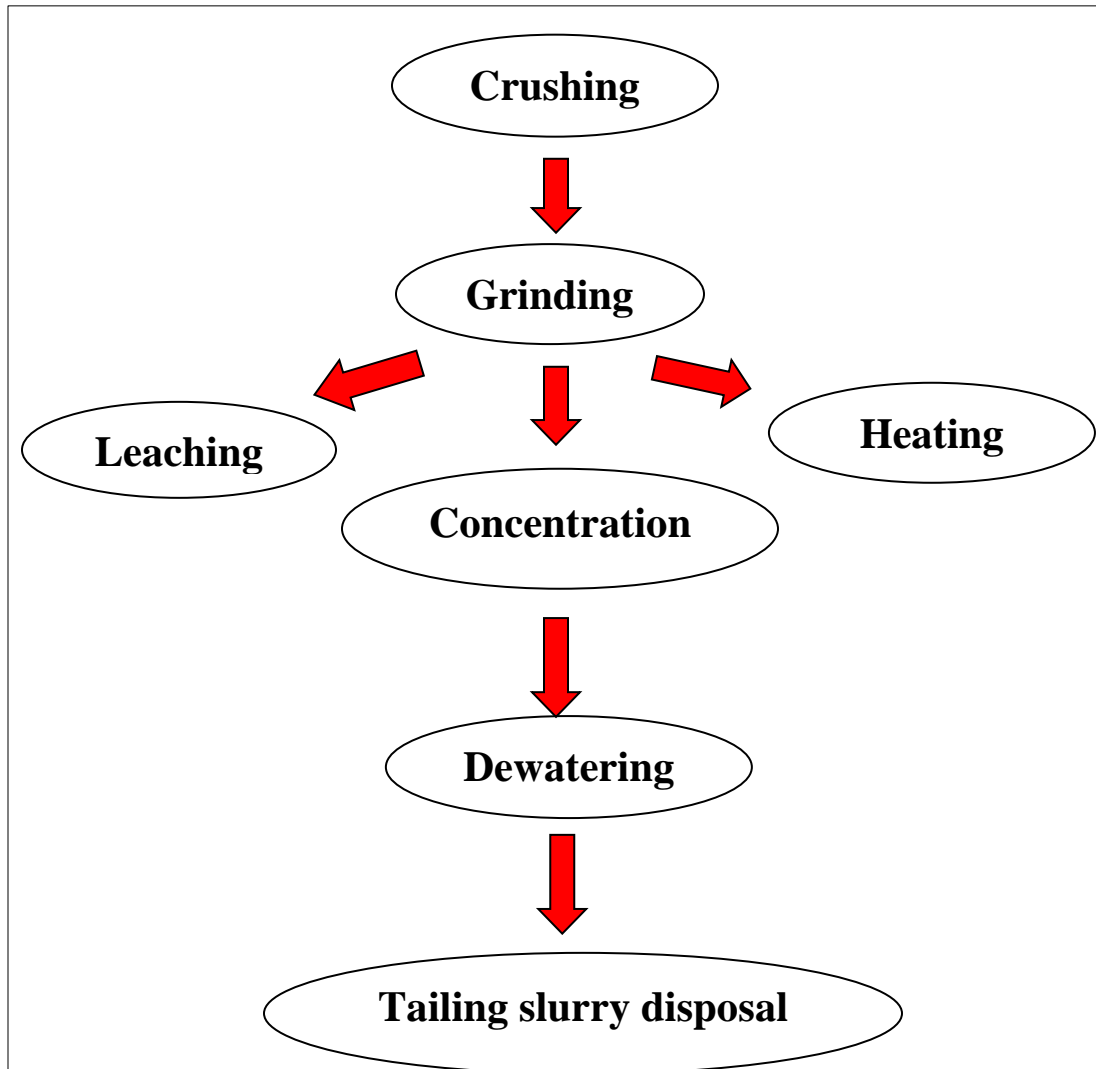 Crushing
Grinding
Leaching
Heating
Concentration
Dewatering
Tailing slurry disposal